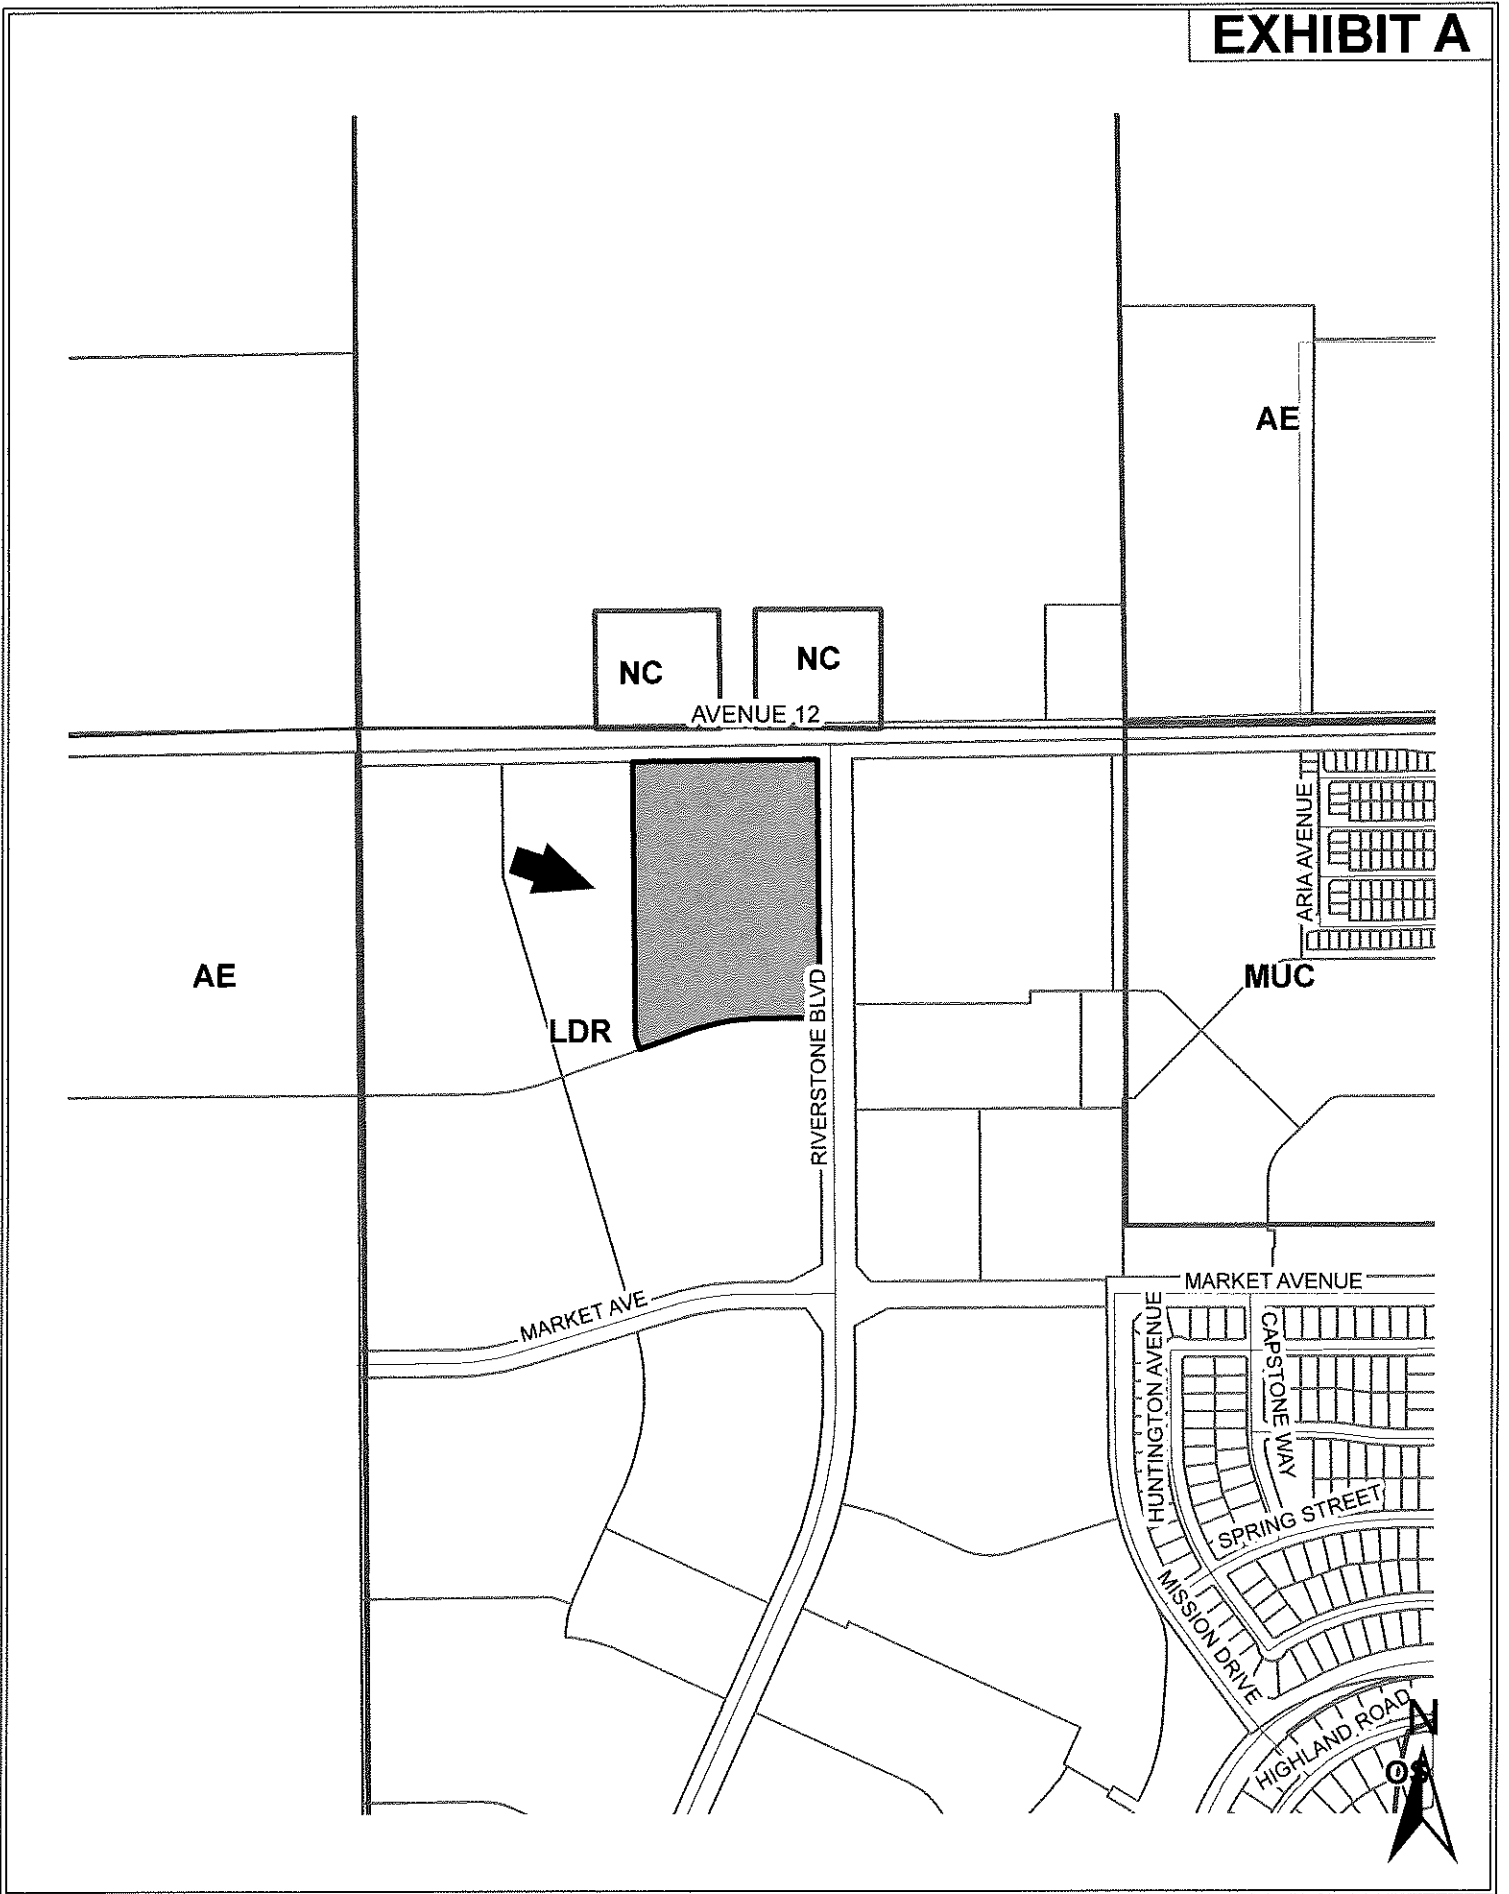 EXHIBIT A
AE
NC
NC
AVENUE 12
ARIA AVENUE
AE
MUC
LDR
RIVERSTONE BLVD
MARKET AVENUE
MARKET AVE
HUNTINGTON AVENUE
CAPSTONE WAY
SPRING STREET
MISSION DRIVE
HIGHLAND ROAD
N
OS